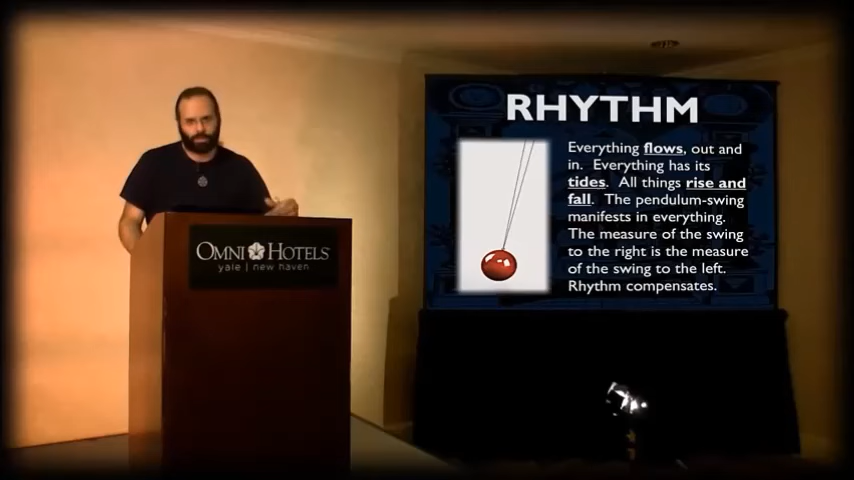 OMNI HOTELS
yale | new haven
RHYTHM
Everything flows, out and
in. Everything has its
tides. All things rise and
fall. The pendulum-swing
manifests in everything.
The measure of the swing
to the right is the measure
of the swing to the left.
Rhythm compensates.